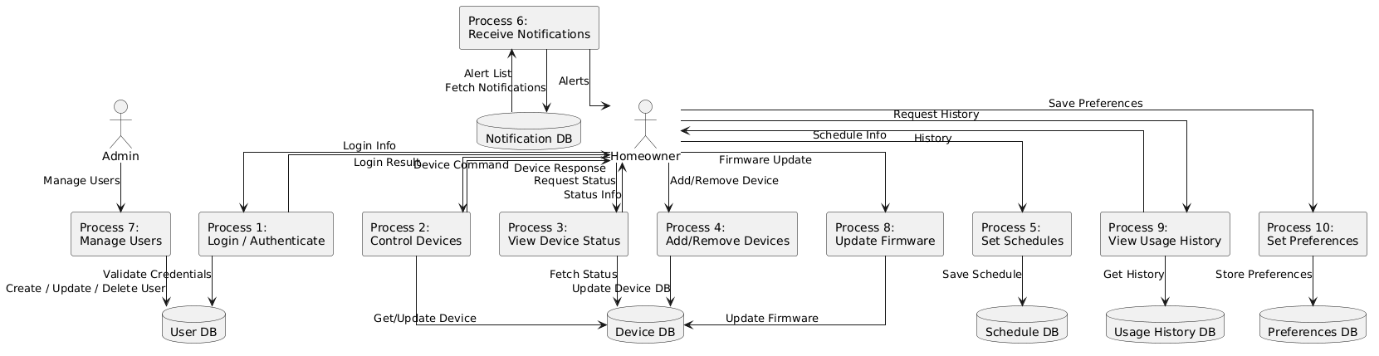 Process 6:
Receive Notifications
Alert List
Fetch Notifications
Alerts
Notification DB
Admin
Homeowner
Save Preferences
Request History
Schedule Info
History
Login Info
Login Result
Device Command
Device Response
Firmware Update
Manage Users
Request Status
Status Info
Add/Remove Device
Process 7:
Manage Users
Process 1:
Login / Authenticate
Process 2:
Control Devices
Process 3:
View Device Status
Process 4:
Add/Remove Devices
Process 8:
Update Firmware
Process 5:
Set Schedules
Process 9:
View Usage History
Process 10:
Set Preferences
Validate Credentials
Create / Update / Delete User
Fetch Status
Update Device DB
Save Schedule
Get History
Store Preferences
Get/Update Device
Update Firmware
User DB
Device DB
Schedule DB
Usage History DB
Preferences DB